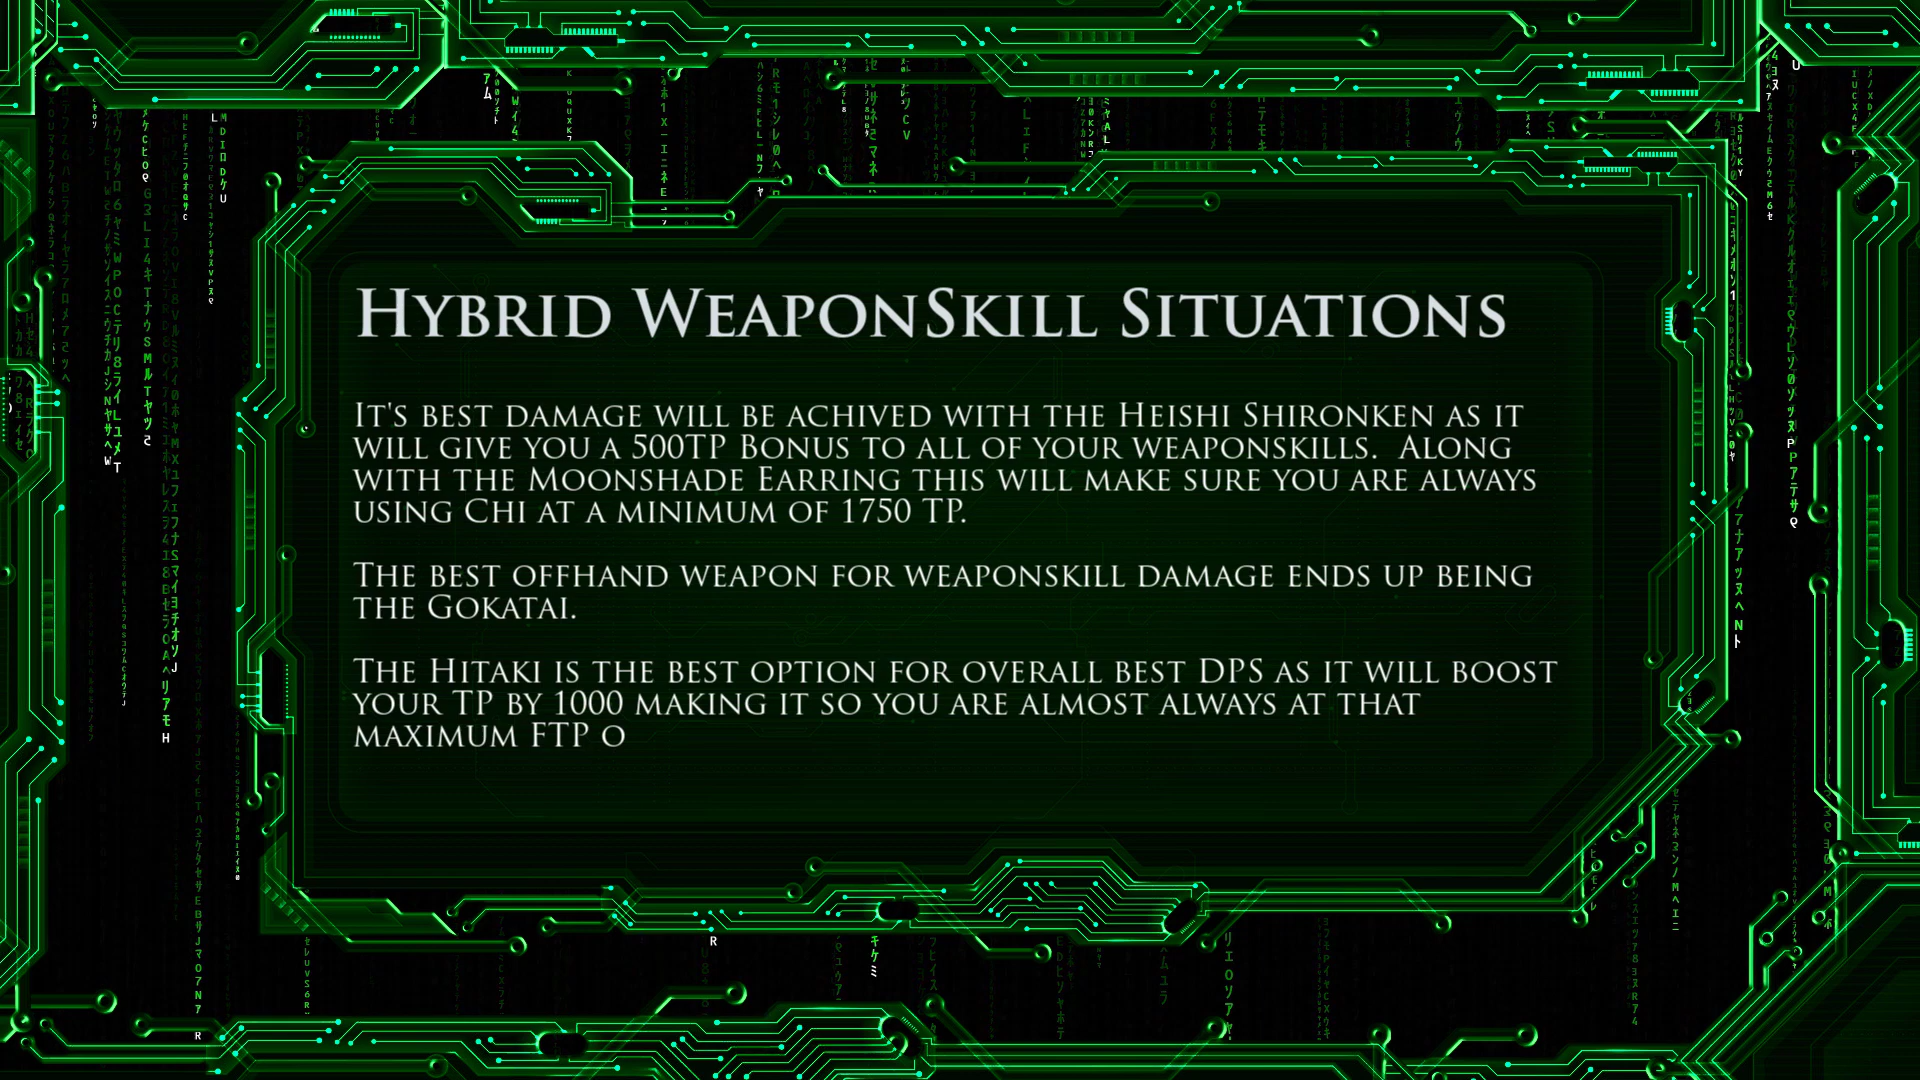 Hybrid WeaponSkill Situations
It's best damage will be achived with the Heishi Shironken as it
will give you a 500TP Bonus to all of your weaponskills.  Along
with the Moonshade Earring this will make sure you are always
using Chi at a minimum of 1750 TP.
The best offhand weapon for weaponskill damage ends up being
the Gokatai.
The Hitaki is the best option for overall best DPS as it will boost
your TP by 1000 making it so you are almost always at that
maximum FTP o